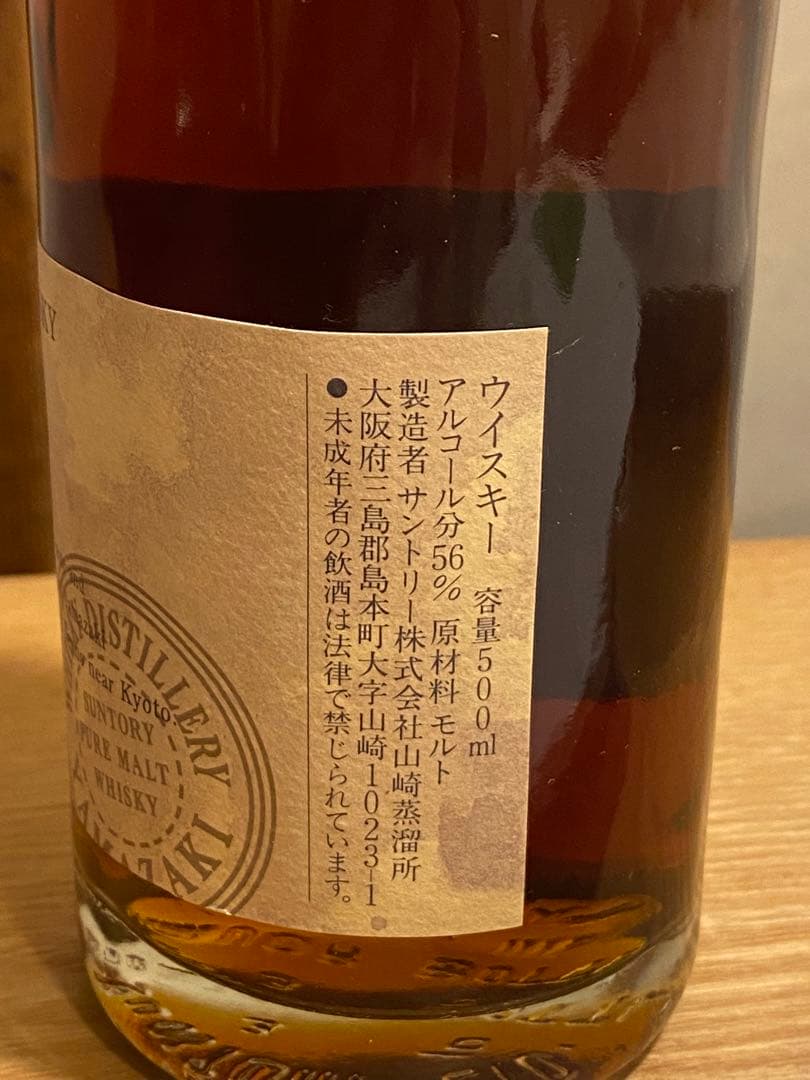 ウイスキー 容量500ml
アルコール分56% 原材料 モルト
製造者 サントリー株式会社山崎蒸溜所
大阪府三島郡島本町大字山崎1023-1
●未成年者の飲酒は法律で禁じられています。
KY
DISTILLERY
near Kyoto.
SUNTORY
PURE MALT
WHISKY
AMAZAKI